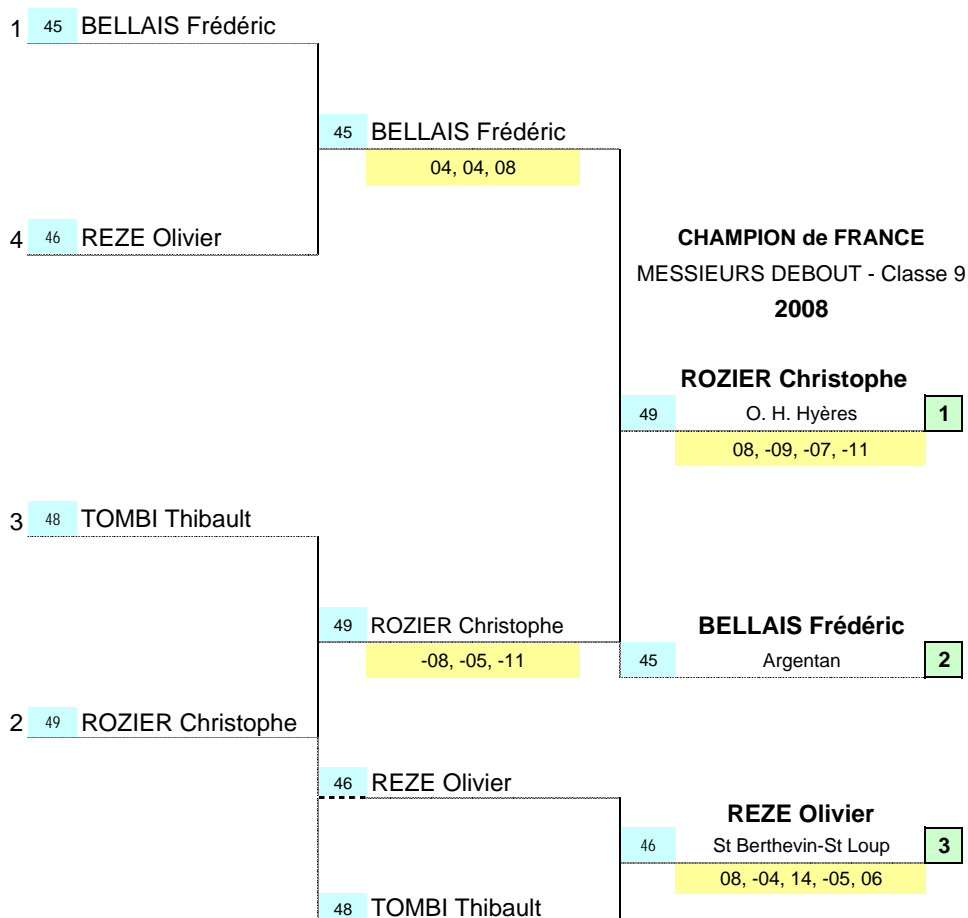 1 45 BELLAIS Frédéric
45 BELLAIS Frédéric
04, 04, 08
4 46 REZE Olivier
CHAMPION de FRANCE
MESSIEURS DEBOUT - Classe 9
2008
ROZIER Christophe
49 O. H. Hyères 1
08, -09, -07, -11
3 48 TOMBI Thibault
49 ROZIER Christophe
-08, -05, -11
BELLAIS Frédéric
45 Argentan 2
2 49 ROZIER Christophe
46 REZE Olivier
REZE Olivier
46 St Berthevin-St Loup 3
08, -04, 14, -05, 06
48 TOMBI Thibault